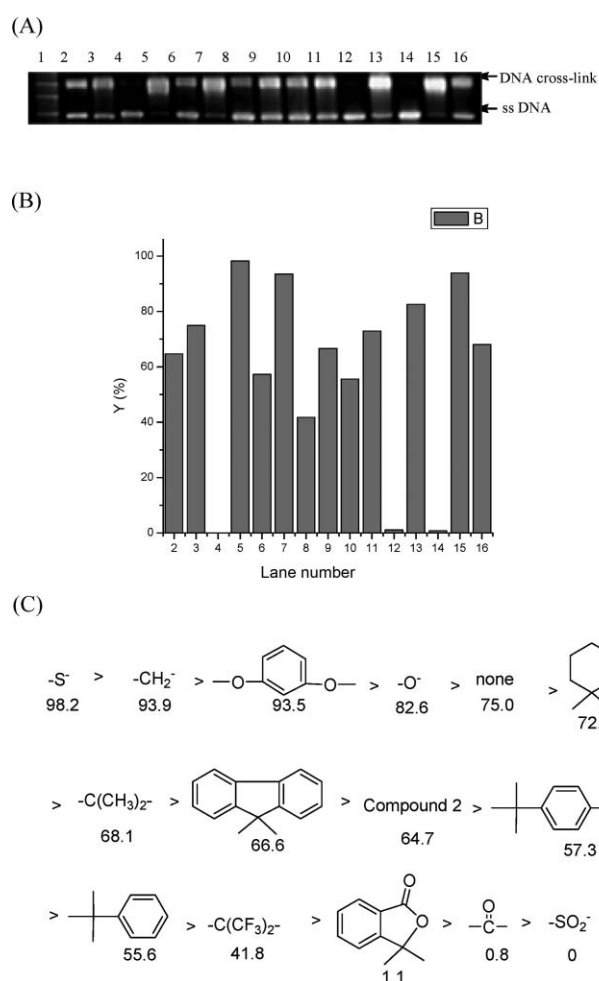 (A)
1 2 3 4 5 6 7 8 9 10 11 12 13 14 15 16
DNA cross-link
ss DNA
(B)
B
100
80
60
40
20
0
Y (%)
2 3 4 5 6 7 8 9 10 11 12 13 14 15 16
Lane number
(C)
-S- > -CH2- > O O > -O- > none >
98.2 93.9 93.5 82.6 75.0 72.
> -C(CH3)2- > > Compound 2 >
68.1 66.6 64.7 57.3
> > -C(CF3)2- > O O > O > -SO2-
55.6 41.8 1.1 0.8 0